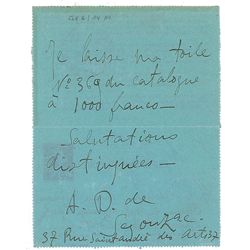 Je laisse ma toile
N° 369 du catalogue
à 1000 francs —
Salutations
distinguées —
A. D. de
Segonzac.
37 Rue Saint André des Arts 37